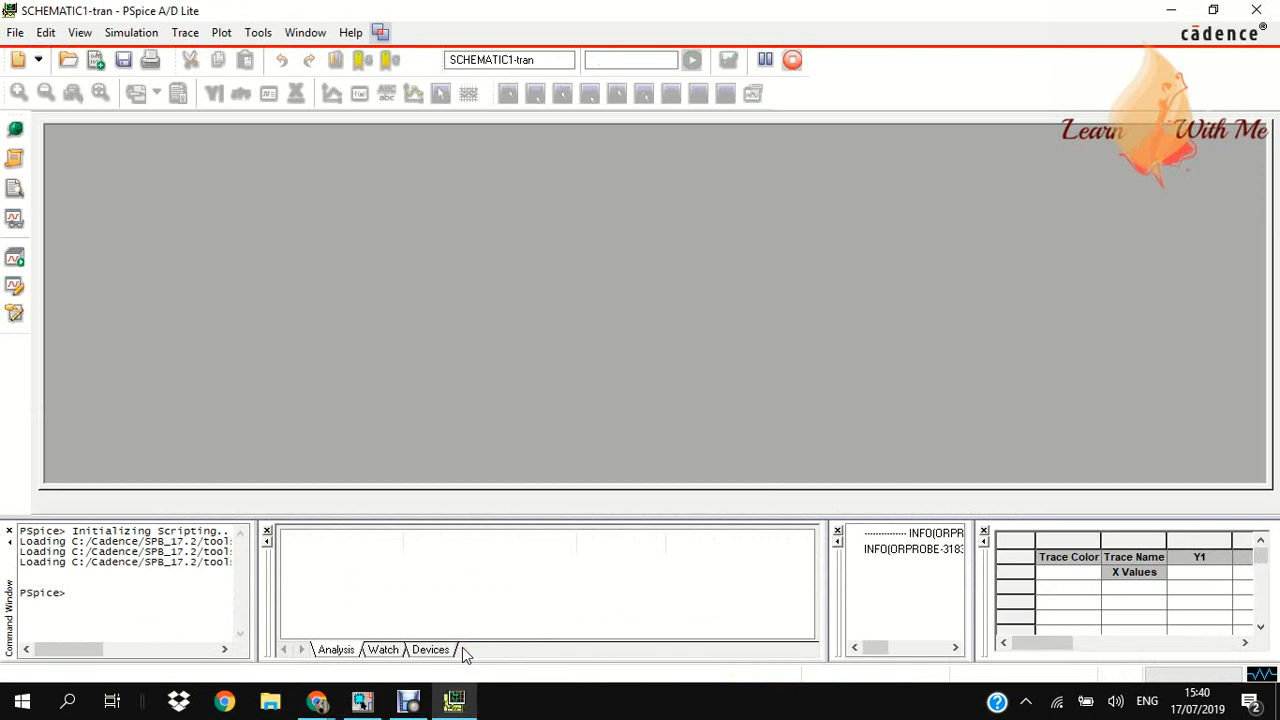 SCHEMATIC1-tran - PSpice A/D Lite
File Edit View Simulation Trace Plot Tools Window Help
cādence®
SCHEMATIC1-tran
Learn With Me
PSpice> Initializing Scripting..
Loading C:/Cadence/SPB_17.2/tool:
Loading C:/Cadence/SPB_17.2/tool:
Loading C:/Cadence/SPB_17.2/tool:
PSpice>
Command Window
Analysis Watch Devices
-------------- INFO(ORPR
INFO(ORPROBE-3183
Trace Color Trace Name Y1
X Values
ENG
15:40
17/07/2019
2